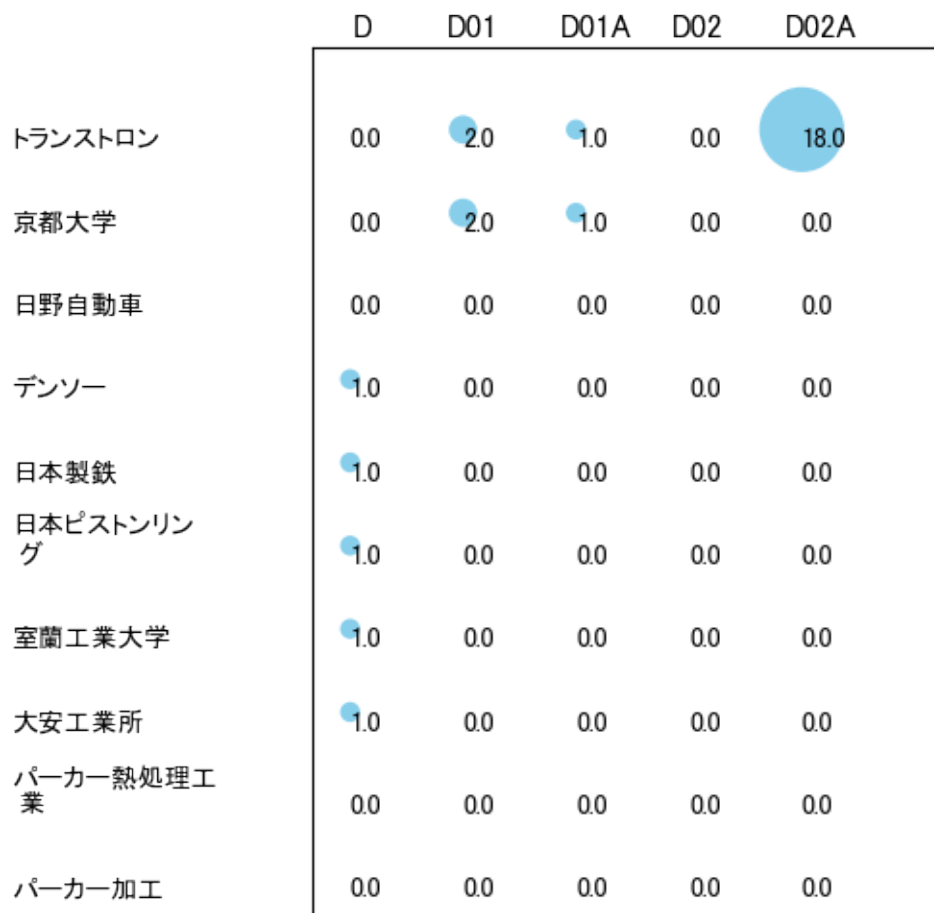 D D01 D01A D02 D02A
トランストロン 0.0 2.0 1.0 0.0 18.0
京都大学 0.0 2.0 1.0 0.0 0.0
日野自動車 0.0 0.0 0.0 0.0 0.0
デンソー 1.0 0.0 0.0 0.0 0.0
日本製鉄 1.0 0.0 0.0 0.0 0.0
日本ピストンリン
グ 1.0 0.0 0.0 0.0 0.0
室蘭工業大学 1.0 0.0 0.0 0.0 0.0
大安工業所 1.0 0.0 0.0 0.0 0.0
パーカー熱処理工
業 0.0 0.0 0.0 0.0 0.0
パーカー加工 0.0 0.0 0.0 0.0 0.0